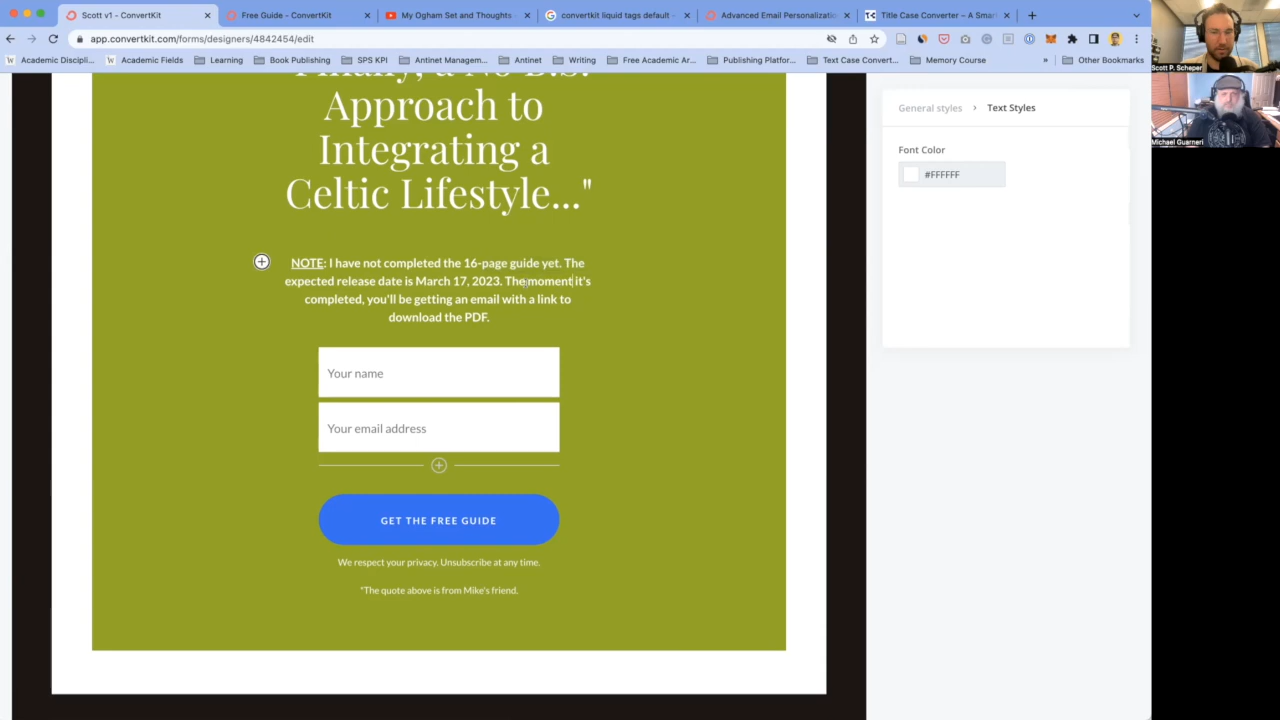 Scott v1 - ConvertKit
Free Guide - ConvertKit
My Ogham Set and Thoughts -
convertkit liquid tags default -
Advanced Email Personalization
Title Case Converter – A Smar
app.convertkit.com/forms/designers/4842454/edit
Academic Discipli...
Academic Fields
Learning
Book Publishing
SPS KPI
Antinet Managem...
Antinet
Writing
Free Academic Ar...
Publishing Platfor...
Text Case Convert...
Memory Course
»
Other Bookmarks
Scott P. Scheper
Michael Guarneri
"Finally, a No B.S.
Approach to
Integrating a
Celtic Lifestyle..."
NOTE: I have not completed the 16-page guide yet. The
expected release date is March 17, 2023. The moment it's
completed, you'll be getting an email with a link to
download the PDF.
Your name
Your email address
GET THE FREE GUIDE
We respect your privacy. Unsubscribe at any time.
*The quote above is from Mike's friend.
General styles > Text Styles
Font Color
#FFFFFF